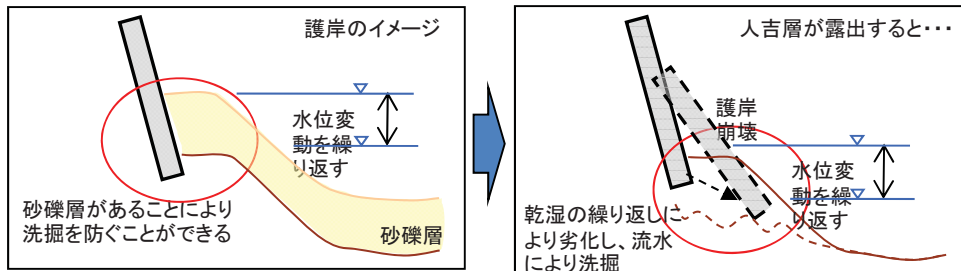 護岸のイメージ
水位変
動を繰
り返す
砂礫層があることにより
洗掘を防ぐことができる
砂礫層
人吉層が露出すると・・・
護岸
崩壊
水位変
動を繰
り返す
乾湿の繰り返しに
より劣化し、流水
により洗掘